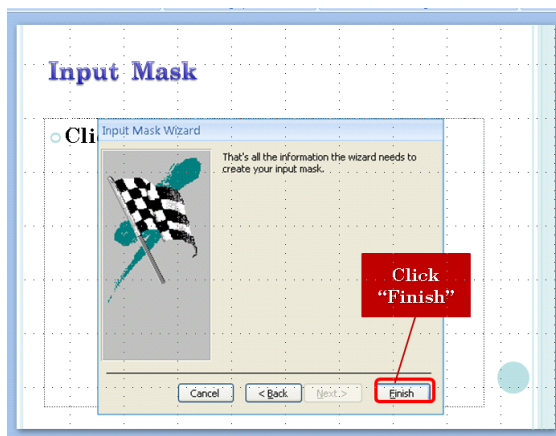 Input Mask
Cli
Input Mask Wizard
That's all the information the wizard needs to
create your input mask.
Click
“Finish”
Cancel
< Back
Next >
Finish